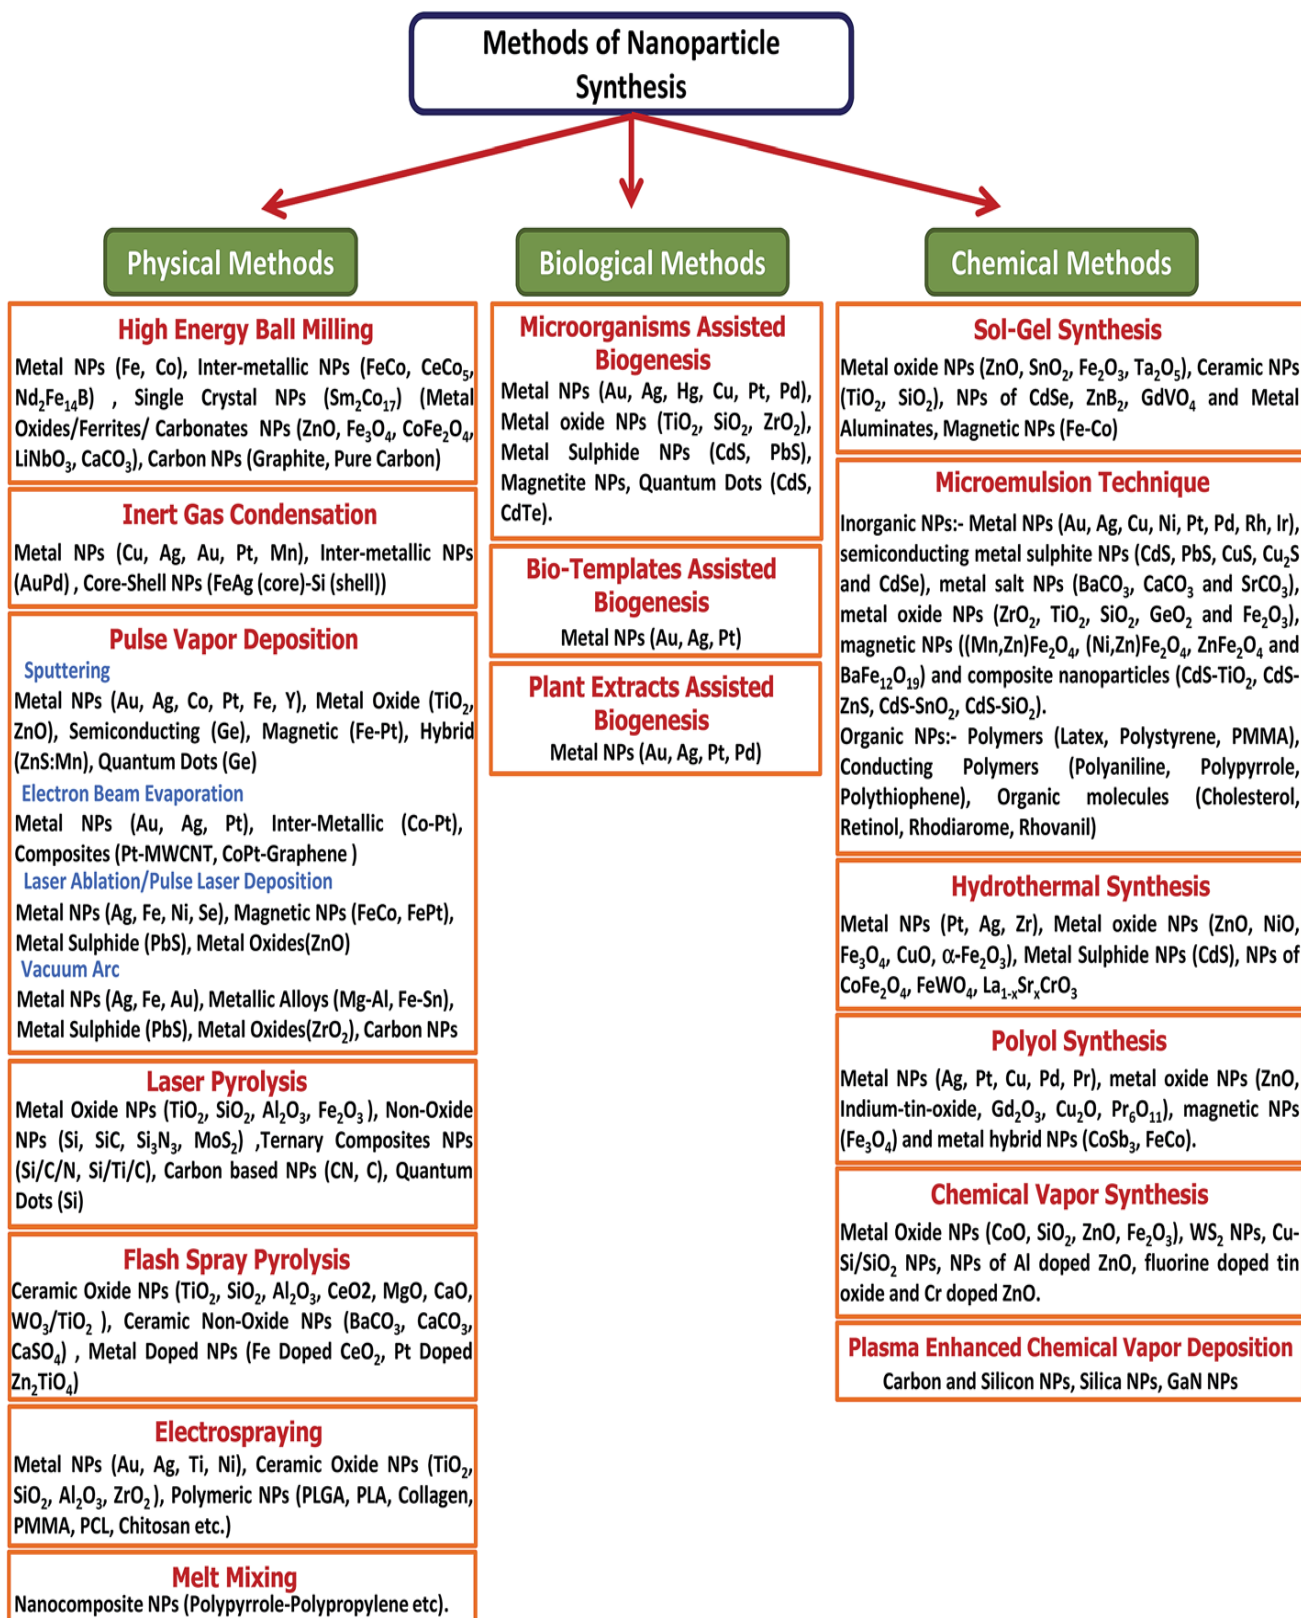 Methods of Nanoparticle
Synthesis
Physical Methods
High Energy Ball Milling
Metal NPs (Fe, Co), Inter-metallic NPs (FeCo, CeCo₅,
Nd₂Fe₁₄B) , Single Crystal NPs (Sm₂Co₁₇) (Metal
Oxides/Ferrites/ Carbonates NPs (ZnO, Fe₃O₄, CoFe₂O₄,
LiNbO₃, CaCO₃), Carbon NPs (Graphite, Pure Carbon)
Inert Gas Condensation
Metal NPs (Cu, Ag, Au, Pt, Mn), Inter-metallic NPs
(AuPd) , Core-Shell NPs (FeAg (core)-Si (shell))
Pulse Vapor Deposition
Sputtering
Metal NPs (Au, Ag, Co, Pt, Fe, Y), Metal Oxide (TiO₂,
ZnO), Semiconducting (Ge), Magnetic (Fe-Pt), Hybrid
(ZnS:Mn), Quantum Dots (Ge)
Electron Beam Evaporation
Metal NPs (Au, Ag, Pt), Inter-Metallic (Co-Pt),
Composites (Pt-MWCNT, CoPt-Graphene )
Laser Ablation/Pulse Laser Deposition
Metal NPs (Ag, Fe, Ni, Se), Magnetic NPs (FeCo, FePt),
Metal Sulphide (PbS), Metal Oxides(ZnO)
Vacuum Arc
Metal NPs (Ag, Fe, Au), Metallic Alloys (Mg-Al, Fe-Sn),
Metal Sulphide (PbS), Metal Oxides(ZrO₂), Carbon NPs
Laser Pyrolysis
Metal Oxide NPs (TiO₂, SiO₂, Al₂O₃, Fe₂O₃ ), Non-Oxide
NPs (Si, SiC, Si₃N₃, MoS₂) ,Ternary Composites NPs
(Si/C/N, Si/Ti/C), Carbon based NPs (CN, C), Quantum
Dots (Si)
Flash Spray Pyrolysis
Ceramic Oxide NPs (TiO₂, SiO₂, Al₂O₃, CeO2, MgO, CaO,
WO₃/TiO₂ ), Ceramic Non-Oxide NPs (BaCO₃, CaCO₃,
CaSO₄) , Metal Doped NPs (Fe Doped CeO₂, Pt Doped
Zn₂TiO₄)
Electrospraying
Metal NPs (Au, Ag, Ti, Ni), Ceramic Oxide NPs (TiO₂,
SiO₂, Al₂O₃, ZrO₂ ), Polymeric NPs (PLGA, PLA, Collagen,
PMMA, PCL, Chitosan etc.)
Melt Mixing
Nanocomposite NPs (Polypyrrole-Polypropylene etc).
Biological Methods
Microorganisms Assisted
Biogenesis
Metal NPs (Au, Ag, Hg, Cu, Pt, Pd),
Metal oxide NPs (TiO₂, SiO₂, ZrO₂),
Metal Sulphide NPs (CdS, PbS),
Magnetite NPs, Quantum Dots (CdS,
CdTe).
Bio-Templates Assisted
Biogenesis
Metal NPs (Au, Ag, Pt)
Plant Extracts Assisted
Biogenesis
Metal NPs (Au, Ag, Pt, Pd)
Chemical Methods
Sol-Gel Synthesis
Metal oxide NPs (ZnO, SnO₂, Fe₂O₃, Ta₂O₅), Ceramic NPs
(TiO₂, SiO₂), NPs of CdSe, ZnB₂, GdVO₄ and Metal
Aluminates, Magnetic NPs (Fe-Co)
Microemulsion Technique
Inorganic NPs:- Metal NPs (Au, Ag, Cu, Ni, Pt, Pd, Rh, Ir),
semiconducting metal sulphite NPs (CdS, PbS, CuS, Cu₂S
and CdSe), metal salt NPs (BaCO₃, CaCO₃ and SrCO₃),
metal oxide NPs (ZrO₂, TiO₂, SiO₂, GeO₂ and Fe₂O₃),
magnetic NPs ((Mn,Zn)Fe₂O₄, (Ni,Zn)Fe₂O₄, ZnFe₂O₄ and
BaFe₁₂O₁₉) and composite nanoparticles (CdS-TiO₂, CdS-
ZnS, CdS-SnO₂, CdS-SiO₂).
Organic NPs:- Polymers (Latex, Polystyrene, PMMA),
Conducting Polymers (Polyaniline, Polypyrrole,
Polythiophene), Organic molecules (Cholesterol,
Retinol, Rhodiarome, Rhovanil)
Hydrothermal Synthesis
Metal NPs (Pt, Ag, Zr), Metal oxide NPs (ZnO, NiO,
Fe₃O₄, CuO, α-Fe₂O₃), Metal Sulphide NPs (CdS), NPs of
CoFe₂O₄, FeWO₄, La₁₋ₓSrₓCrO₃
Polyol Synthesis
Metal NPs (Ag, Pt, Cu, Pd, Pr), metal oxide NPs (ZnO,
Indium-tin-oxide, Gd₂O₃, Cu₂O, Pr₆O₁₁), magnetic NPs
(Fe₃O₄) and metal hybrid NPs (CoSb₃, FeCo).
Chemical Vapor Synthesis
Metal Oxide NPs (CoO, SiO₂, ZnO, Fe₂O₃), WS₂ NPs, Cu-
Si/SiO₂ NPs, NPs of Al doped ZnO, fluorine doped tin
oxide and Cr doped ZnO.
Plasma Enhanced Chemical Vapor Deposition
Carbon and Silicon NPs, Silica NPs, GaN NPs